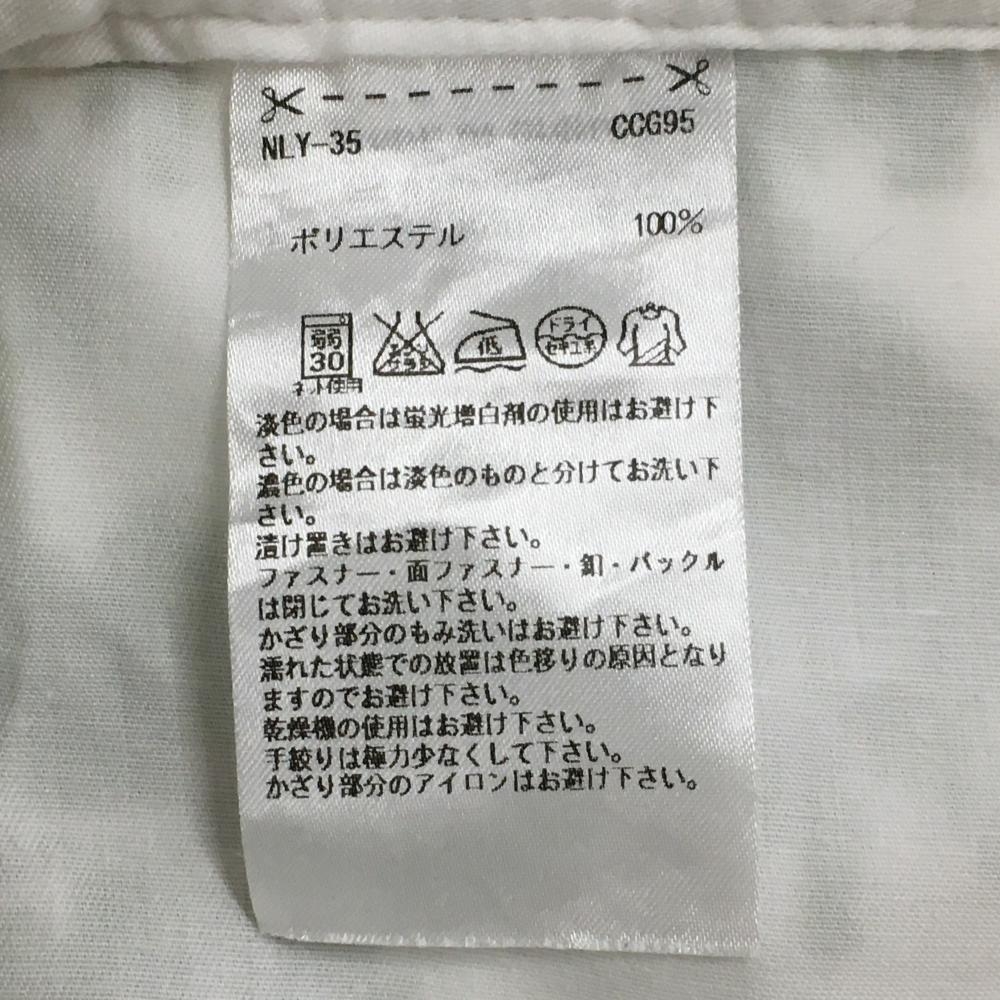 NLY-35 CCG95
ポリエステル 100%
弱
30
エンソ
サラシ
低
ドライ
セキユ系
ネット使用
淡色の場合は蛍光増白剤の使用はお避け下
さい。
濃色の場合は淡色のものと分けてお洗い下
さい。
漬け置きはお避け下さい。
ファスナー・面ファスナー・釦・バックル
は閉じてお洗い下さい。
かざり部分のもみ洗いはお避け下さい。
濡れた状態での放置は色移りの原因となり
ますのでお避け下さい。
乾燥機の使用はお避け下さい。
手絞りは極力少なくして下さい。
かざり部分のアイロンはお避け下さい。